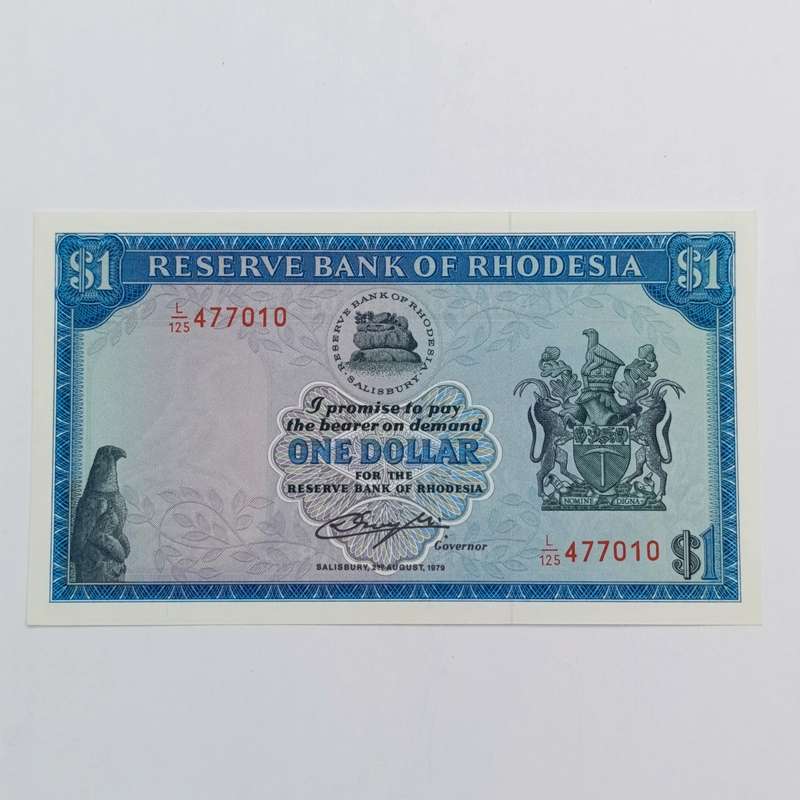 $1 RESERVE BANK OF RHODESIA $1
L/125 477010
RESERVE BANK OF RHODESIA · SALISBURY ·
I promise to pay
the bearer on demand
ONE DOLLAR
FOR THE
RESERVE BANK OF RHODESIA
Governor
SALISBURY, 2ND AUGUST, 1979
NOMINE DIGNA
L/125 477010 $1